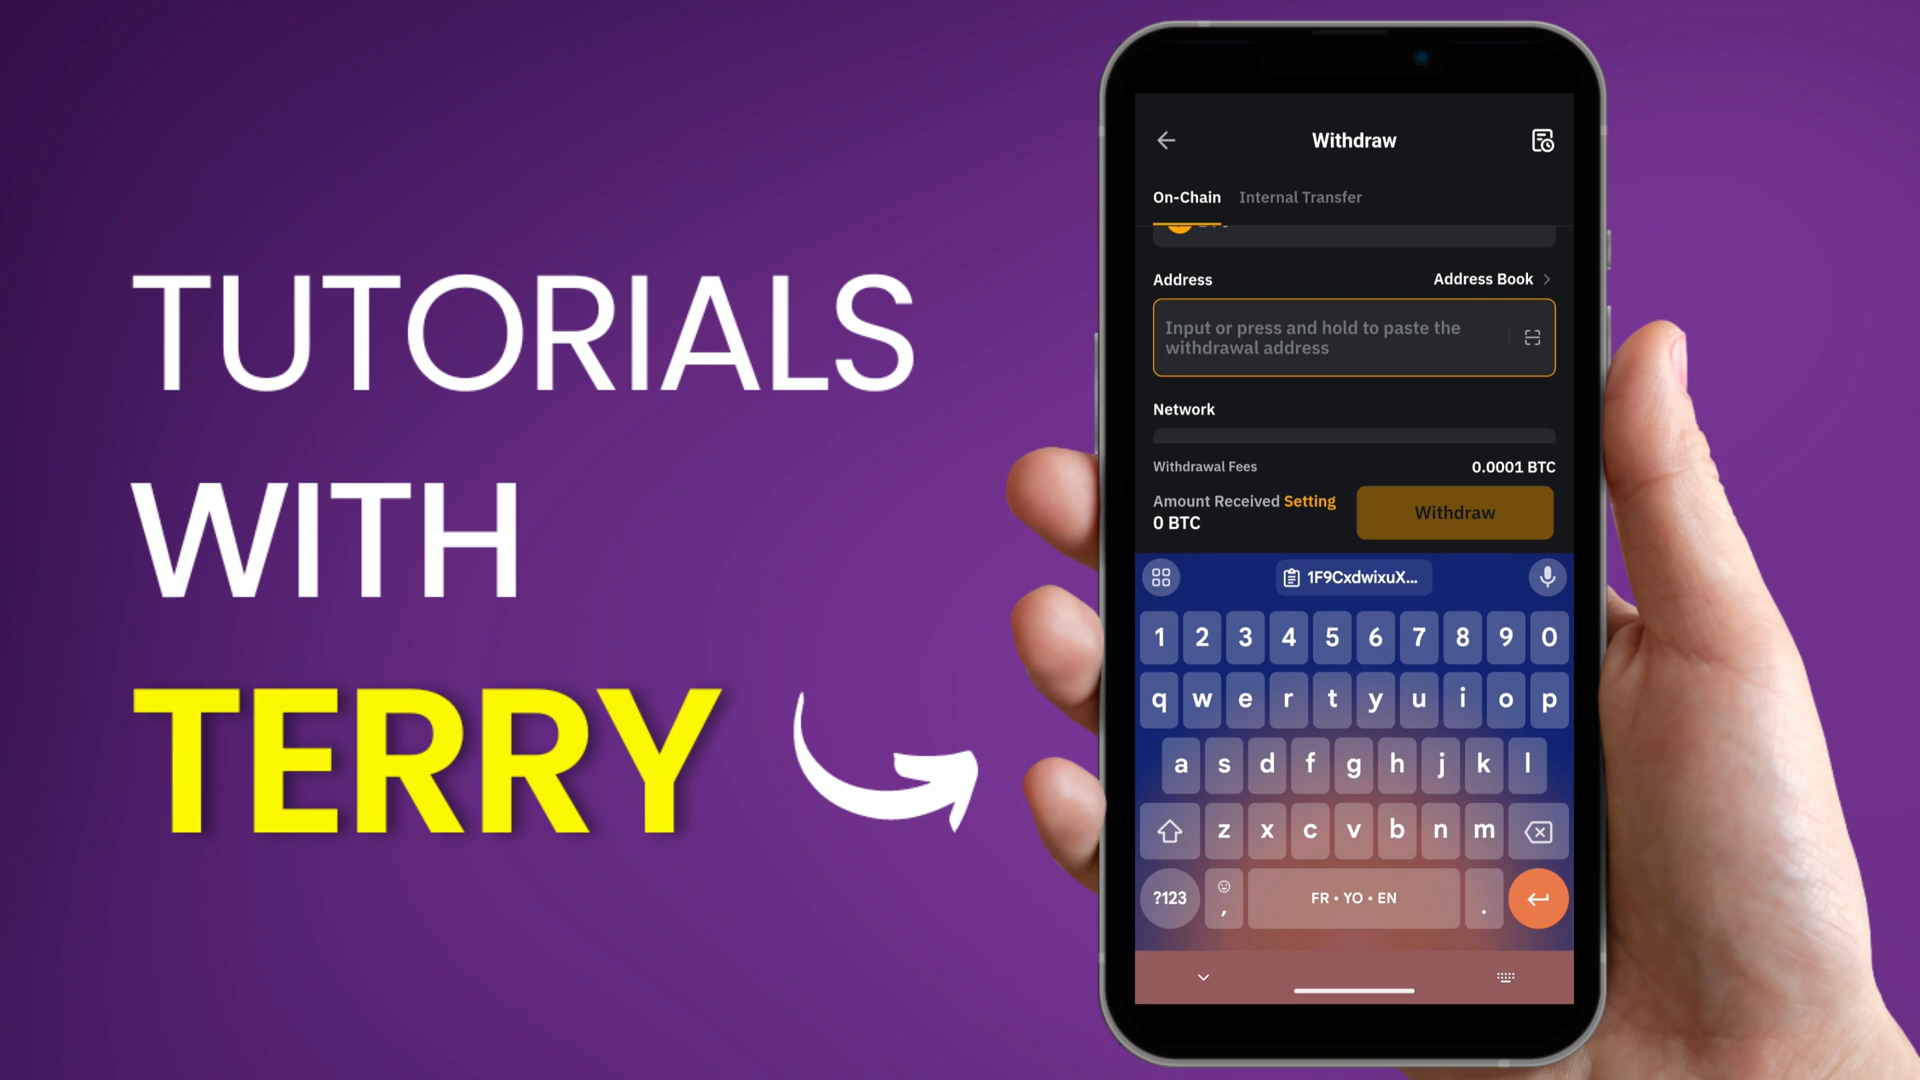 TUTORIALS
WITH
TERRY
Withdraw
On-Chain Internal Transfer
Address Address Book
Input or press and hold to paste the
withdrawal address
Network
Withdrawal Fees 0.0001 BTC
Amount Received Setting
0 BTC
Withdraw
1F9CxdwixuX...
1 2 3 4 5 6 7 8 9 0
q w e r t y u i o p
a s d f g h j k l
z x c v b n m
?123 , FR • YO • EN .